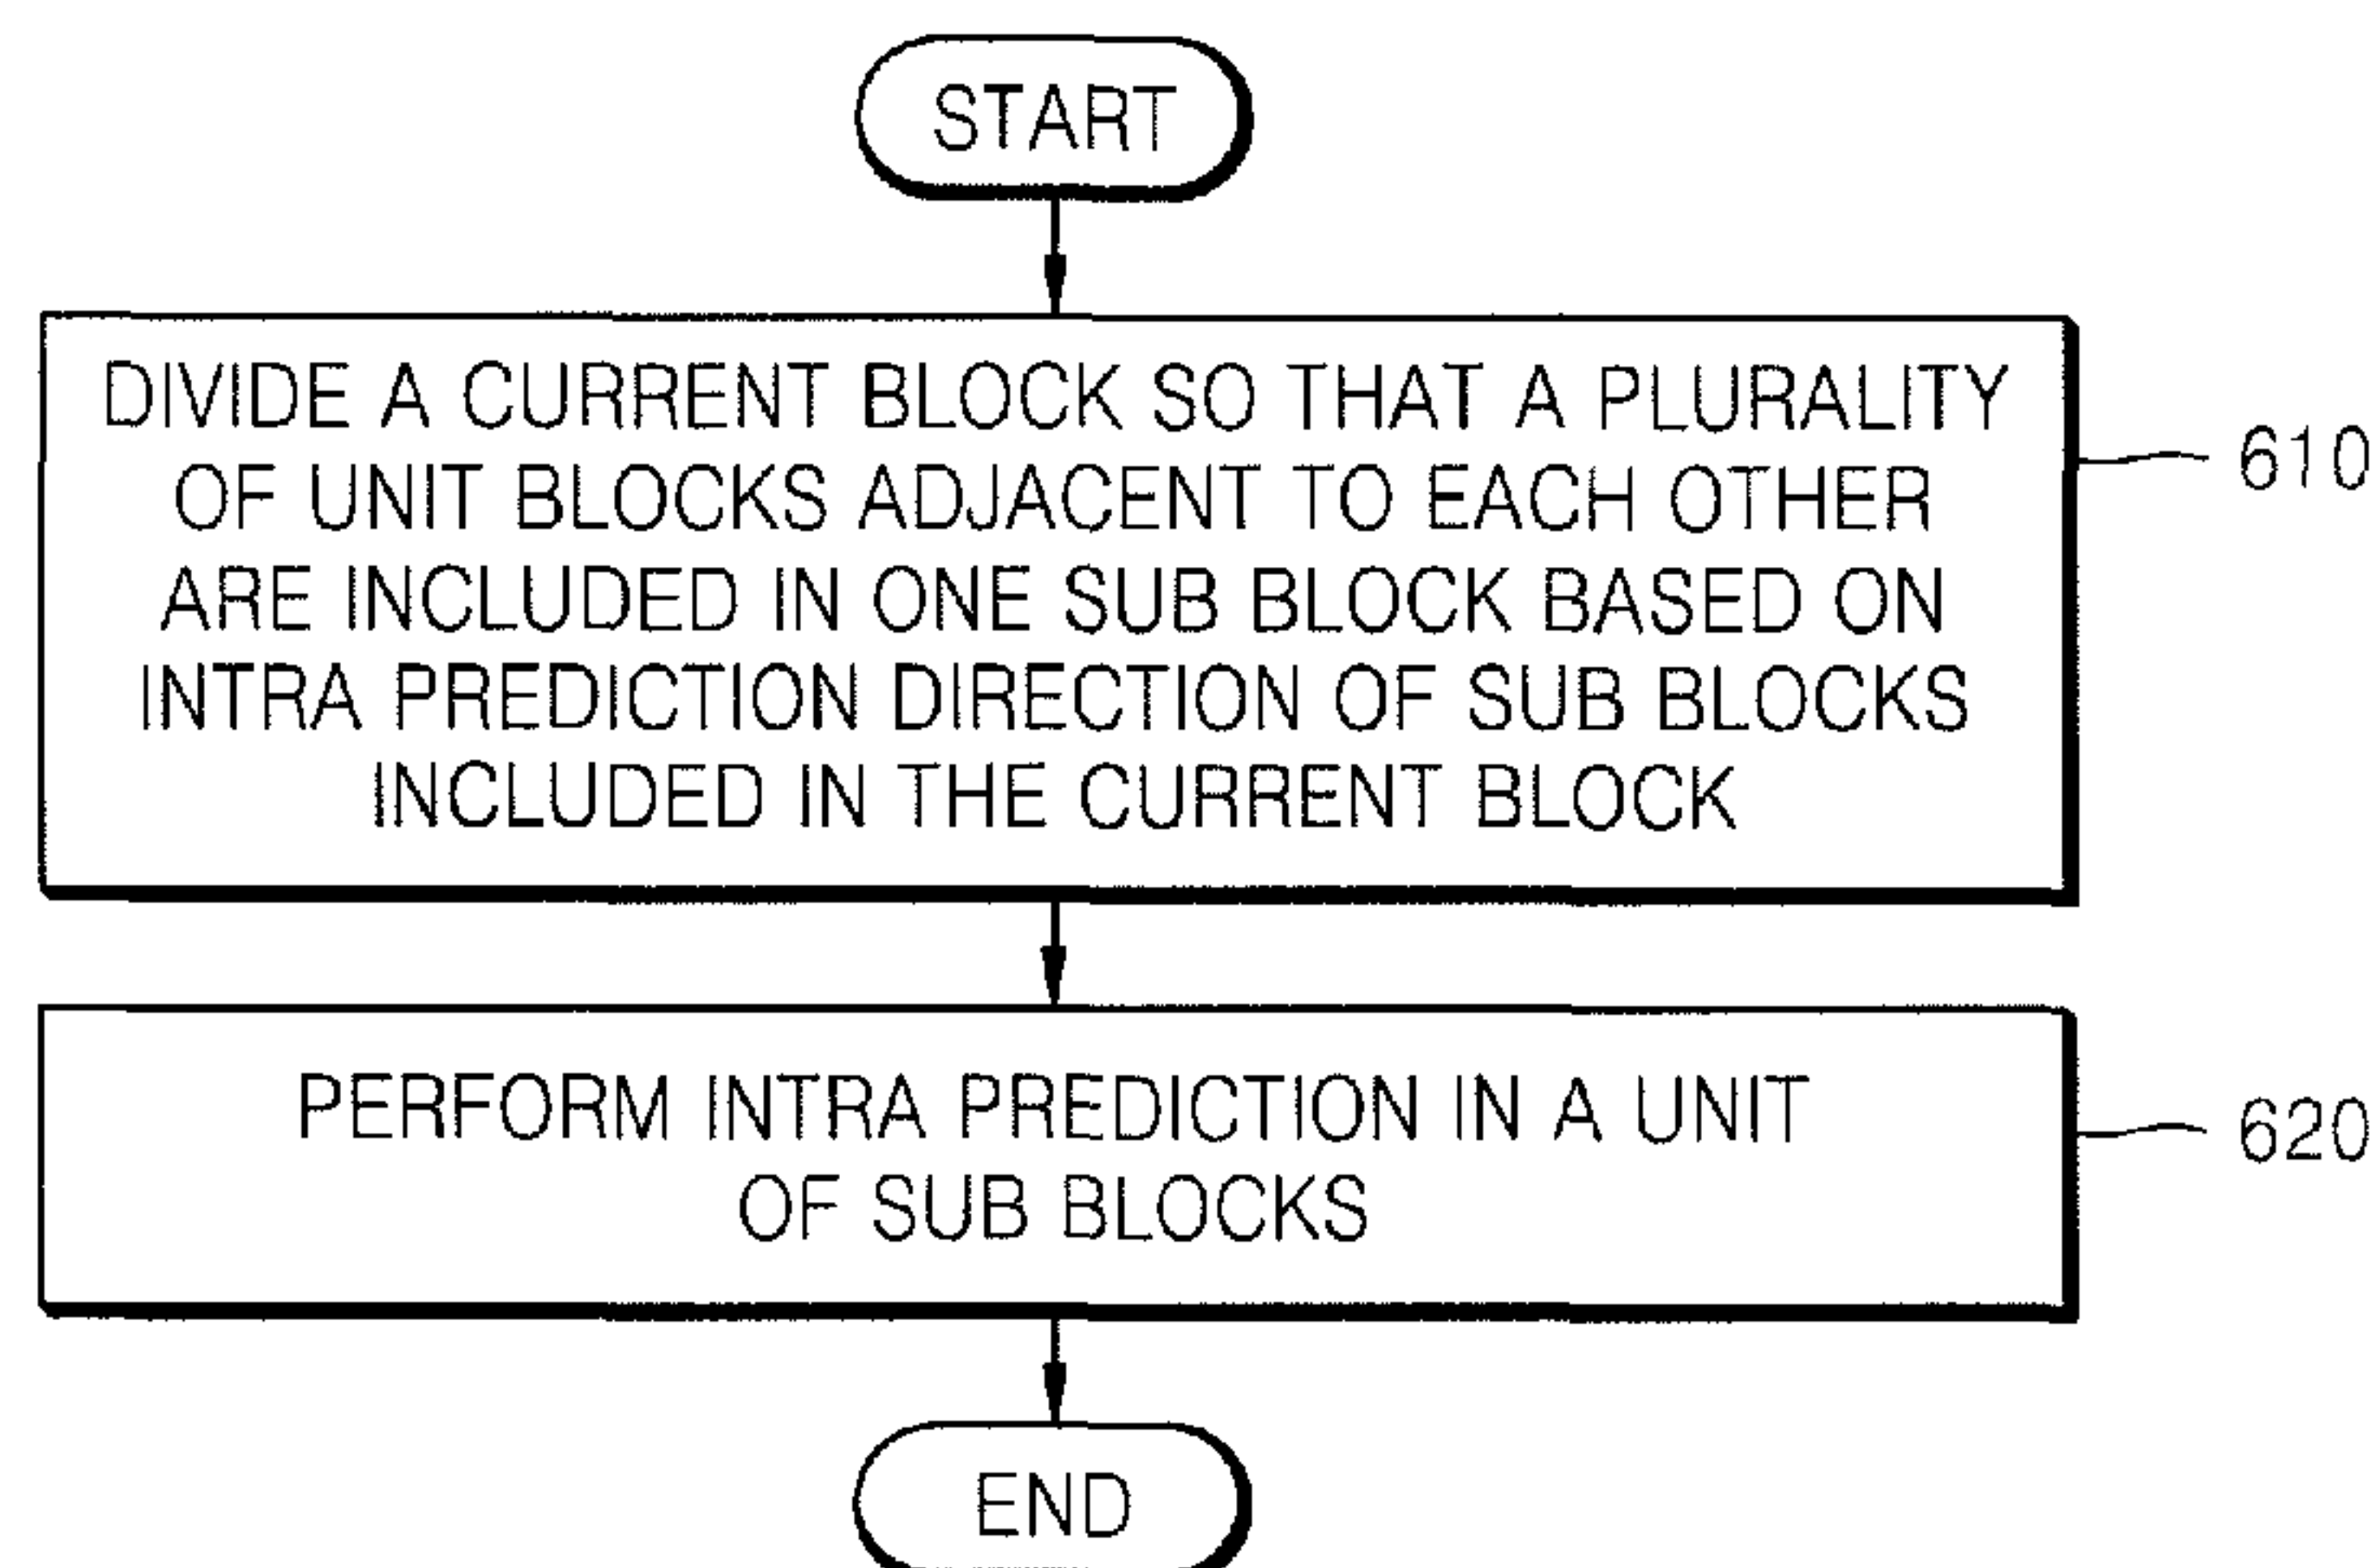 START
DIVIDE A CURRENT BLOCK SO THAT A PLURALITY
OF UNIT BLOCKS ADJACENT TO EACH OTHER
ARE INCLUDED IN ONE SUB BLOCK BASED ON
INTRA PREDICTION DIRECTION OF SUB BLOCKS
INCLUDED IN THE CURRENT BLOCK
610
PERFORM INTRA PREDICTION IN A UNIT
OF SUB BLOCKS
620
END